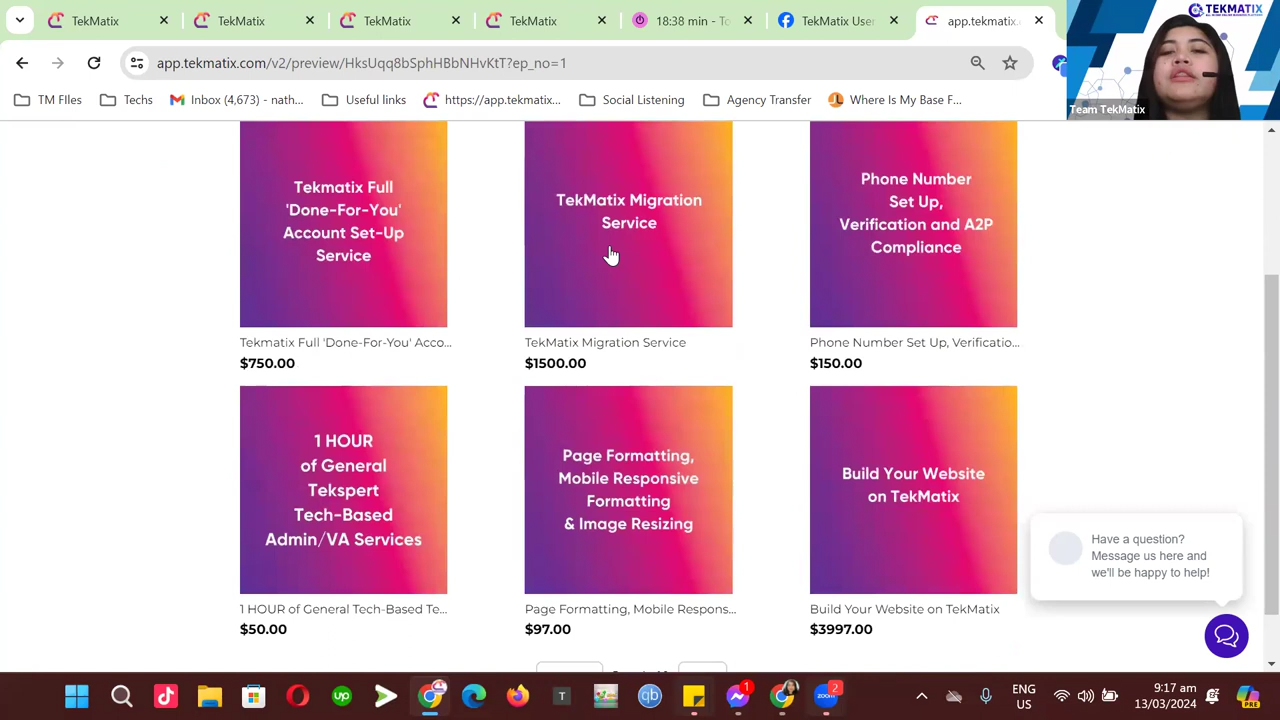 TekMatix
TekMatix
TekMatix
TekMatix
18:38 min - To
TekMatix User
app.tekmatix.
app.tekmatix.com/v2/preview/HksUqq8bSphHBbNHvKtT?ep_no=1
TM FIles
Techs
Inbox (4,673) - nath...
Useful links
https://app.tekmatix...
Social Listening
Agency Transfer
Where Is My Base F...
TEKMATIX
Team TekMatix
Tekmatix Full
'Done-For-You'
Account Set-Up
Service
TekMatix Migration
Service
Phone Number
Set Up,
Verification and A2P
Compliance
Tekmatix Full 'Done-For-You' Acco...
TekMatix Migration Service
Phone Number Set Up, Verificatio...
$750.00
$1500.00
$150.00
1 HOUR
of General
Tekspert
Tech-Based
Admin/VA Services
Page Formatting,
Mobile Responsive
Formatting
& Image Resizing
Build Your Website
on TekMatix
1 HOUR of General Tech-Based Te...
Page Formatting, Mobile Respons...
Build Your Website on TekMatix
$50.00
$97.00
$3997.00
Have a question?
Message us here and
we'll be happy to help!
ENG
US
9:17 am
13/03/2024